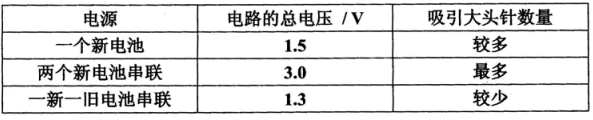 电源 电路的总电压 /V 吸引大头针数量
一个新电池 1.5 较多
两个新电池串联 3.0 最多
一新一旧电池串联 1.3 较少